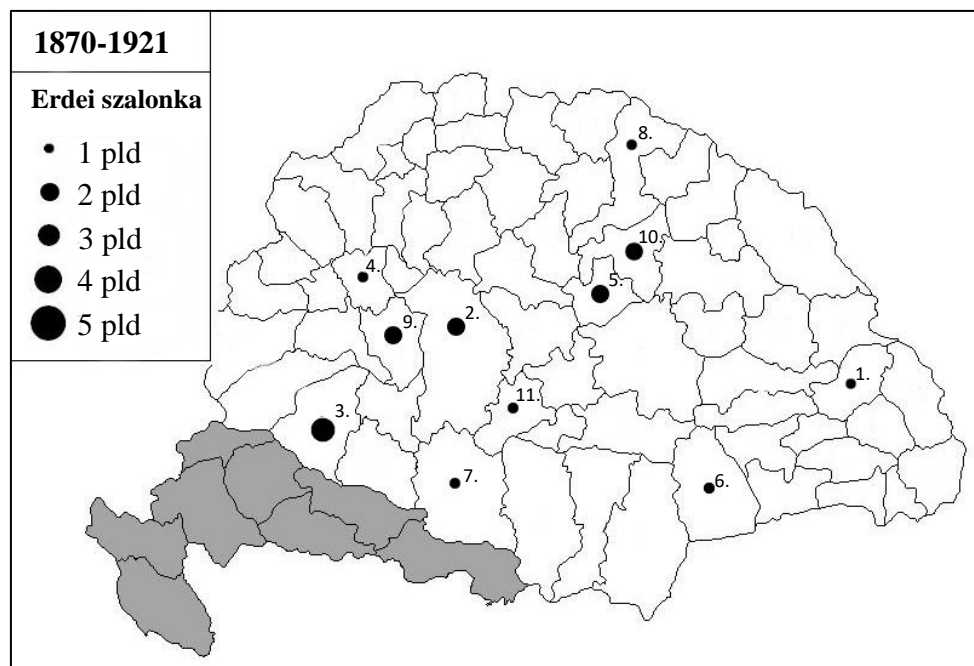 1870-1921
Erdei szalonka
1 pld
2 pld
3 pld
4 pld
5 pld
8.
10.
4.
5.
2.
9.
1.
11.
3.
7.
6.